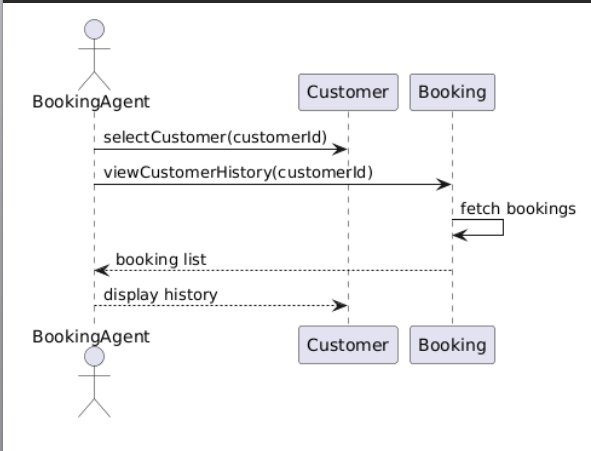 BookingAgent
Customer
Booking
selectCustomer(customerId)
viewCustomerHistory(customerId)
fetch bookings
booking list
display history
BookingAgent
Customer
Booking